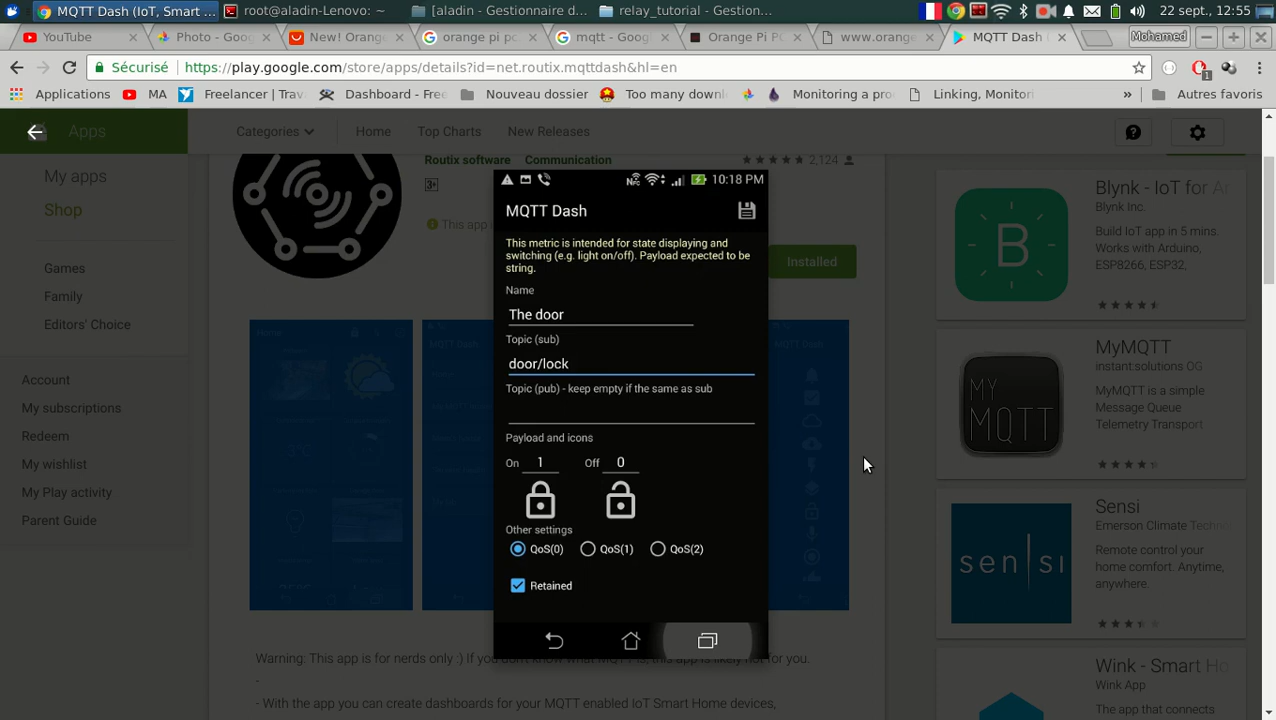 MQTT Dash (IoT, Smart ...
root@aladin-Lenovo: ~
[aladin - Gestionnaire d...
relay_tutorial - Gestion...
22 sept., 12:55
YouTube
Photo - Goo
New! Orange
orange pi pc
mqtt - Goog
Orange Pi PC
www.orange
MQTT Dash (
Mohamed
Sécurisé
https://play.google.com/store/apps/details?id=net.routix.mqttdash&hl=en
1
Applications
MA
Freelancer | Trav
Dashboard - Free
Nouveau dossier
Too many downl
Monitoring a pro
Linking, Monitori
»
Autres favoris
Apps
Categories
Home
Top Charts
New Releases
My apps
Shop
Games
Family
Editors' Choice
Account
My subscriptions
Redeem
My wishlist
My Play activity
Parent Guide
Routix software
Communication
2,124
3+
This app i
Installed
NFC
10:18 PM
MQTT Dash
This metric is intended for state displaying and
switching (e.g. light on/off). Payload expected to be
string.
Name
The door
Topic (sub)
door/lock
Topic (pub) - keep empty if the same as sub
Payload and icons
On 1 Off 0
Other settings
QoS(0) QoS(1) QoS(2)
Retained
Warning: This app is for nerds only :) If you don't know what MQTT is, this app is likely not for you.
-
- With the app you can create dashboards for your MQTT enabled IoT Smart Home devices,
B
Blynk - IoT for Ar
Blynk Inc.
Build IoT app in 5 mins.
Works with Arduino,
ESP8266, ESP32,
MY
MQTT
MyMQTT
instant:solutions OG
MyMQTT is a simple
Message Queue
Telemetry Transport
sensi
Sensi
Emerson Climate Techn
Remote control your
home comfort. Anytime,
anywhere.
Wink - Smart Ho
Wink App
The app that connects